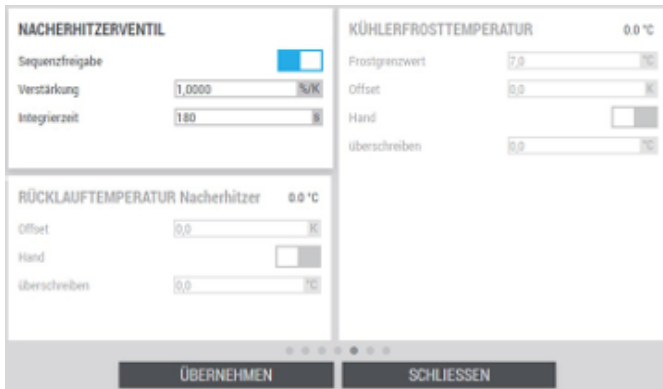 NACHERHITZERVENTIL
Sequenzfreigabe
Verstärkung 1,0000 %/K
Integrierzeit 180 s
RÜCKLAUFTEMPERATUR Nacherhitzer 0.0 °C
Offset 0,0 K
Hand
überschreiben 0,0 °C
KÜHLERFROSTTEMPERATUR 0.0 °C
Frostgrenzwert 7,0 °C
Offset 0,0 K
Hand
überschreiben 0,0 °C
ÜBERNEHMEN
SCHLIESSEN